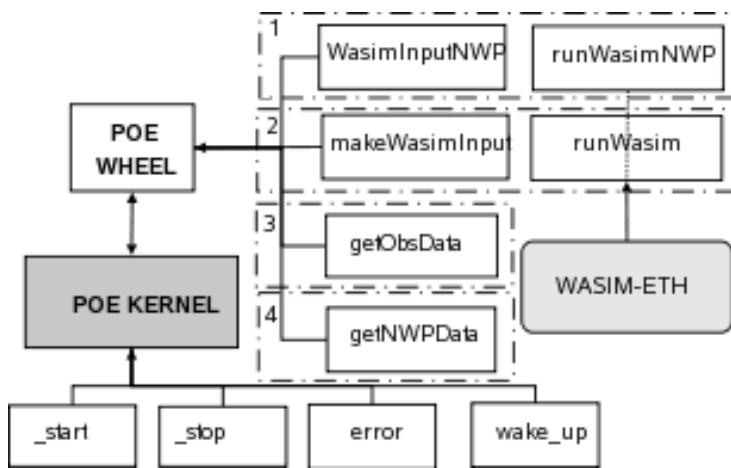 1
WasimInputNWP
runWasimNWP
POE
WHEEL
2
makeWasimInput
runWasim
3
getObsData
WASIM-ETH
POE KERNEL
4
getNWPData
_start
_stop
error
wake_up